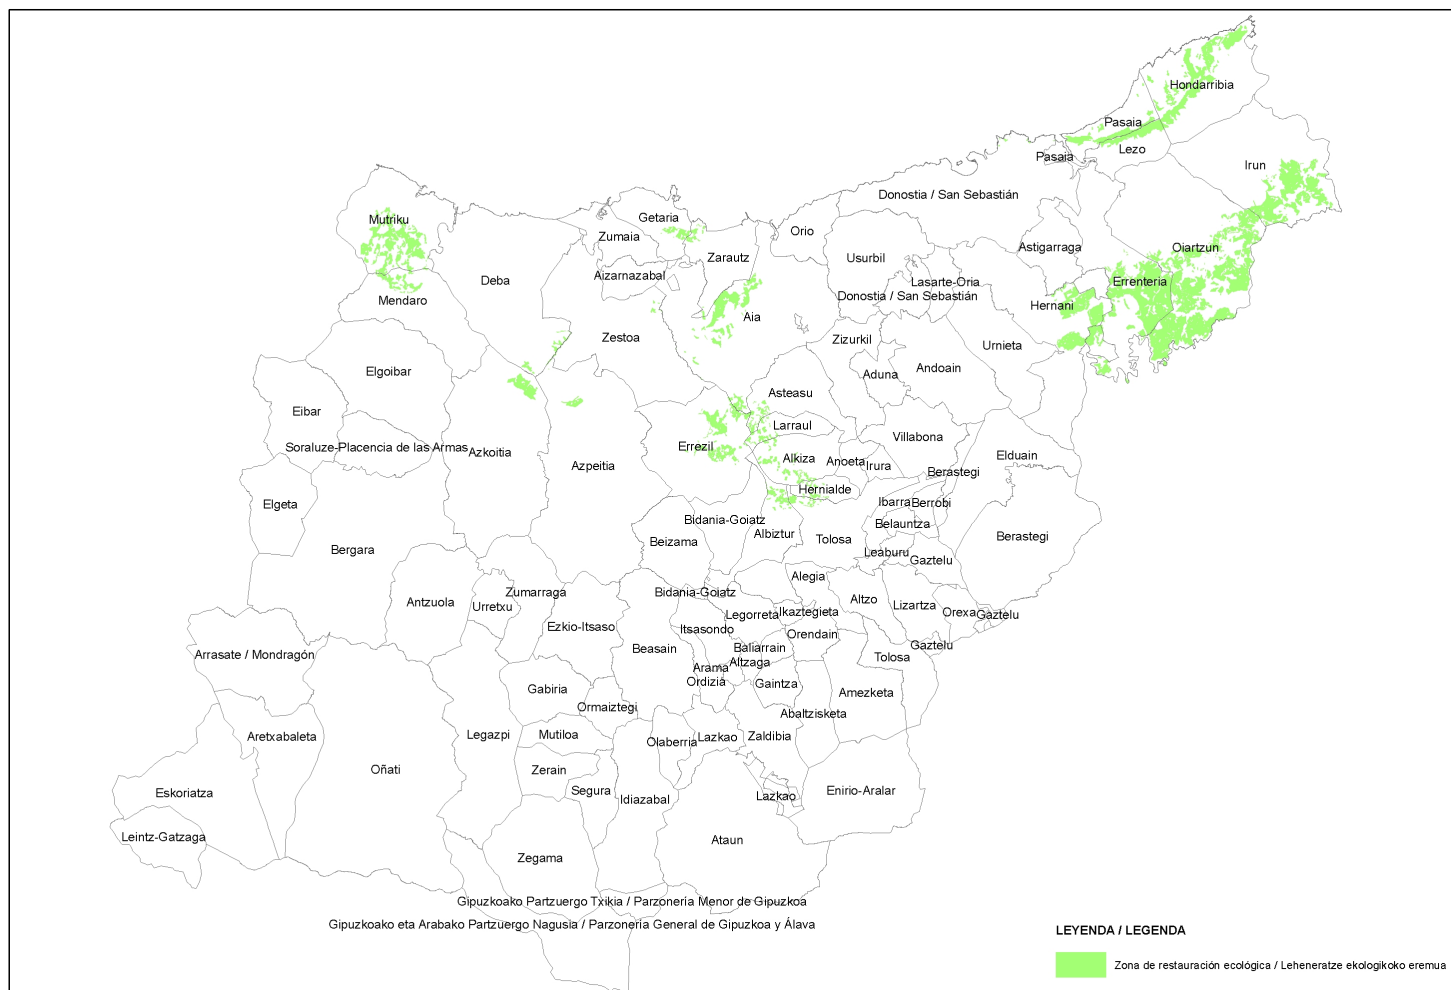 Hondarribia
Pasaia
Lezo
Pasaia
Irun
Donostia / San Sebastián
Mutriku
Getaria
Zumaia
Orio
Astigarraga
Oiartzun
Zarautz
Usurbil
Aizarnazabal
Deba
Lasarte-Oria
Errenteria
Donostia / San Sebastián
Mendaro
Hernani
Aia
Zestoa
Zizurkil
Urnieta
Elgoibar
Aduna
Andoain
Asteasu
Eibar
Larraul
Villabona
Soraluze-Placencia de las Armas
Azkoitia
Errezil
Azpeitia
Alkiza
Anoeta
Irura
Elduain
Berastegi
Hernialde
Elgeta
Ibarra
Berrobi
Bidania-Goiatz
Belauntza
Albiztur
Tolosa
Berastegi
Beizama
Bergara
Leaburu
Gaztelu
Alegia
Zumarraga
Bidania-Goiatz
Antzuola
Urretxu
Altzo
Lizartza
Ikaztegieta
Orexa
Gaztelu
Legorreta
Ezkio-Itsaso
Itsasondo
Orendain
Beasain
Baliarrain
Gaztelu
Arrasate / Mondragón
Tolosa
Altzaga
Arama
Ordizia
Gaintza
Gabiria
Amezketa
Ormaiztegi
Abaltzisketa
Aretxabaleta
Legazpi
Mutiloa
Olaberria
Lazkao
Zaldibia
Oñati
Zerain
Segura
Eskoriatza
Idiazabal
Lazkao
Enirio-Aralar
Leintz-Gatzaga
Ataun
Zegama
Gipuzkoako Partzuergo Txikia / Parzonería Menor de Gipuzkoa
Gipuzkoako eta Arabako Partzuergo Nagusia / Parzonería General de Gipuzkoa y Álava
LEYENDA / LEGENDA
Zona de restauración ecológica / Leheneratze ekologikoko eremua